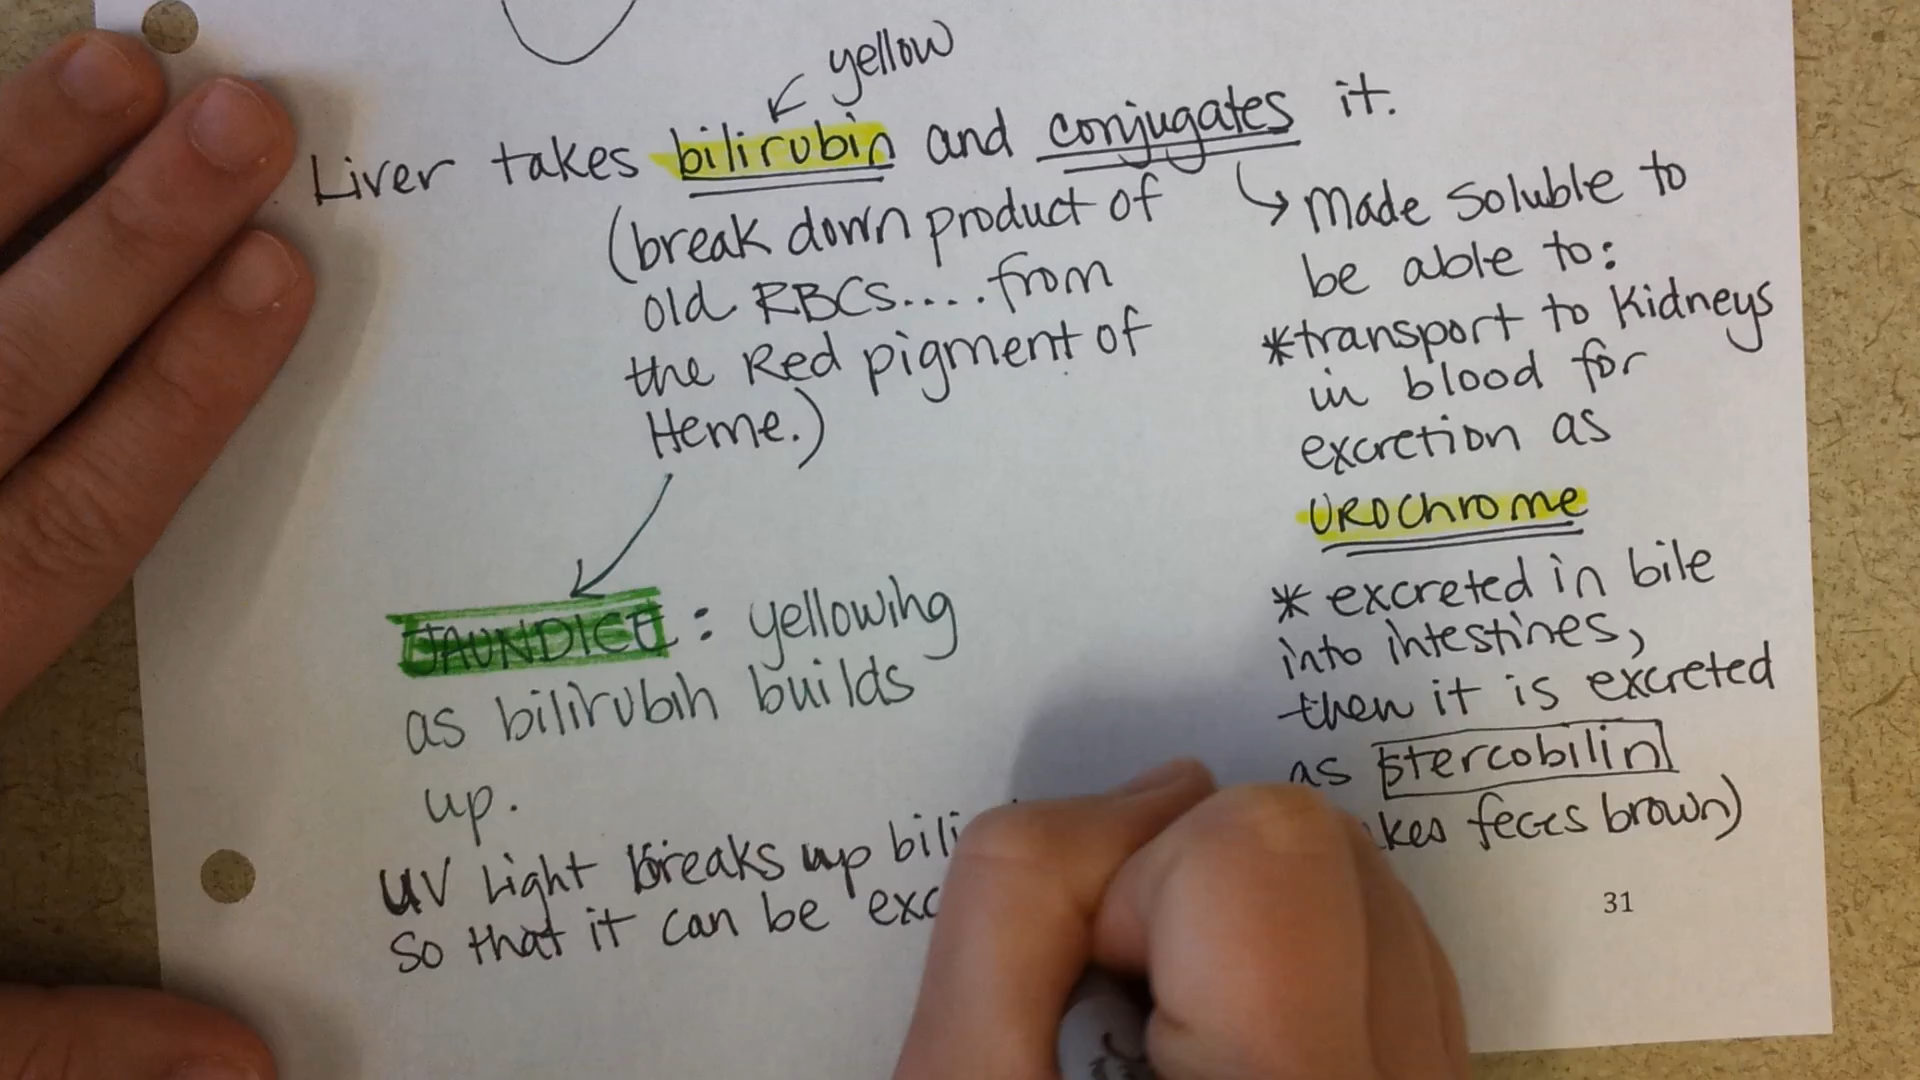 yellow
Liver takes bilirubin and conjugates it.
(break down product of
old RBCs....from
the Red pigment of
Heme.)
made soluble to
be able to:
*transport to kidneys
in blood for
excretion as
UROchrome
* excreted in bile
into intestines,
then it is excreted
as stercobilin
feces brown)
JAUNDICE: yellowing
as bilirubin builds
up.
UV Light breaks up
so that it can be
31